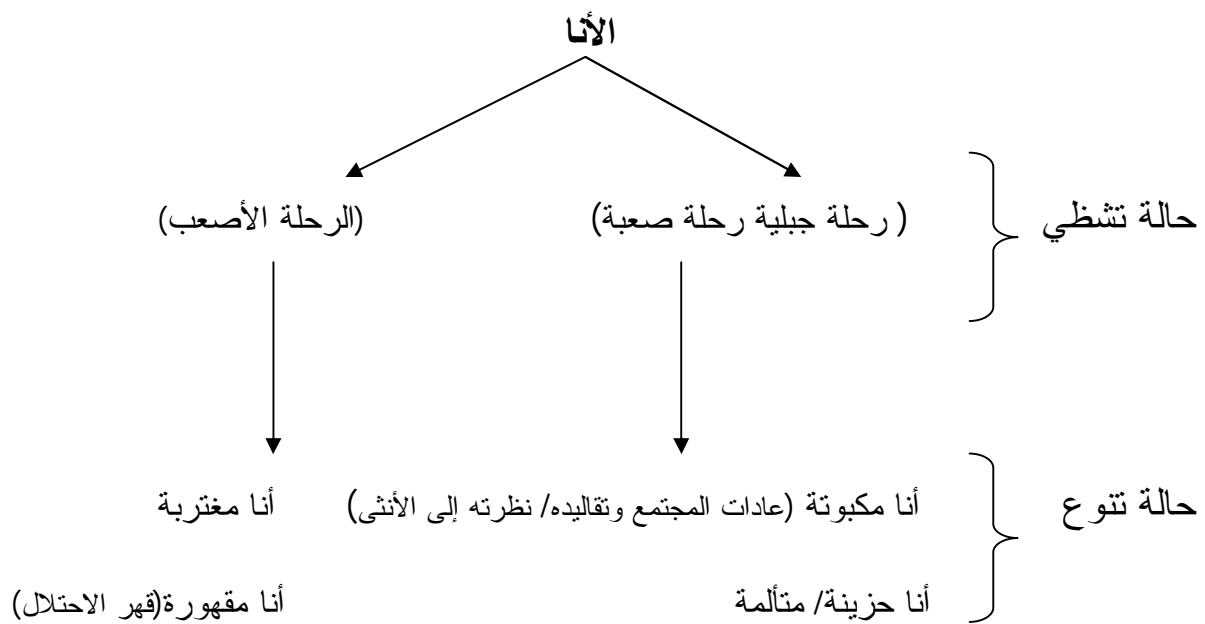 الأنا
حالة تشظي ( رحلة جبلية رحلة صعبة) (الرحلة الأصعب)
حالة تنوع أنا مكبوتة (عادات المجتمع وتقاليده/ نظرته إلى الأنثى) أنا مغتربة
أنا حزينة/ متألمة أنا مقهورة(قهر الاحتلال)